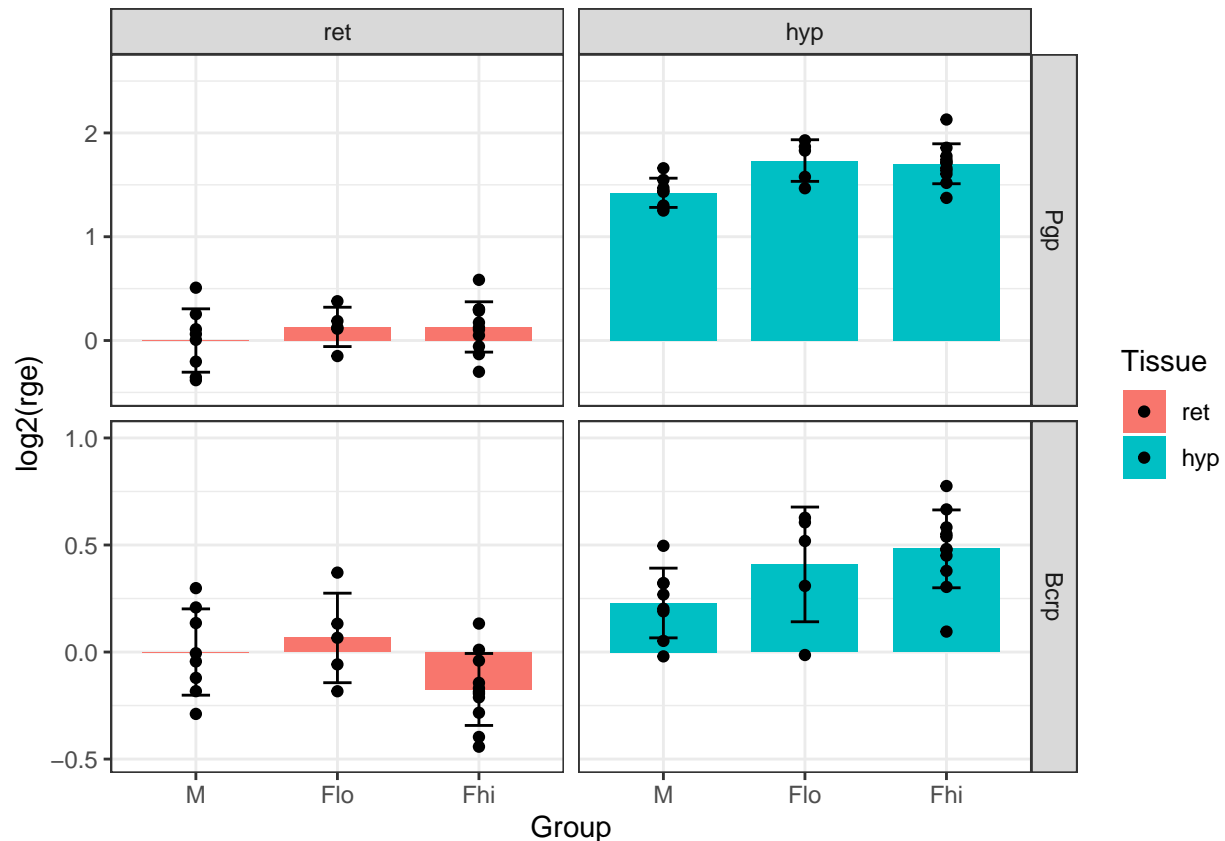 ret
hyp
2
1
0
Pgp
1.0
0.5
0.0
−0.5
Bcrp
log2(rge)
M
Flo
Fhi
M
Flo
Fhi
Group
Tissue
ret
hyp